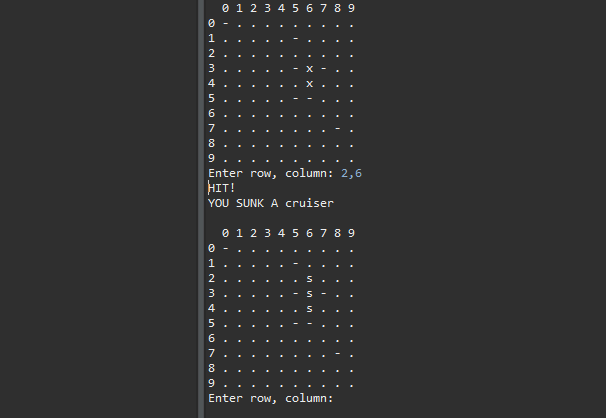 0 1 2 3 4 5 6 7 8 9
0 - . . . . . . . . .
1 . . . . . - . . . .
2 . . . . . . . . . .
3 . . . . . - x - . .
4 . . . . . . x . . .
5 . . . . . - - . . .
6 . . . . . . . . . .
7 . . . . . . . . - .
8 . . . . . . . . . .
9 . . . . . . . . . .
Enter row, column: 2,6
HIT!
YOU SUNK A cruiser
  0 1 2 3 4 5 6 7 8 9
0 - . . . . . . . . .
1 . . . . . - . . . .
2 . . . . . . s . . .
3 . . . . . - s - . .
4 . . . . . . s . . .
5 . . . . . - - . . .
6 . . . . . . . . . .
7 . . . . . . . . - .
8 . . . . . . . . . .
9 . . . . . . . . . .
Enter row, column: